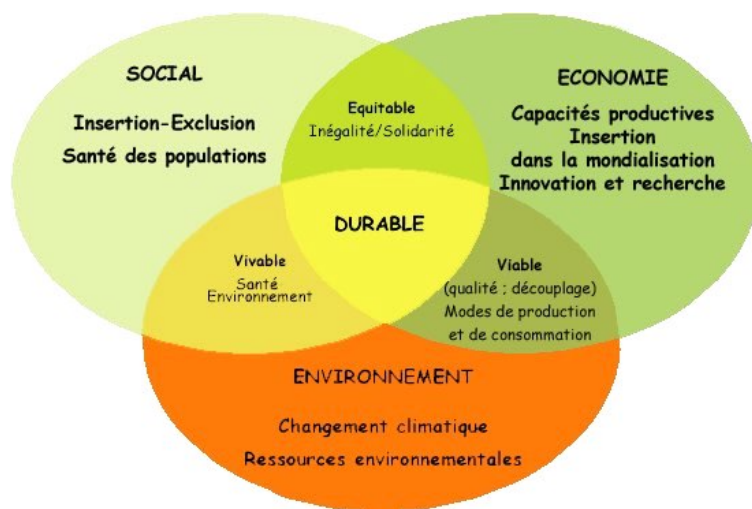 SOCIAL
Insertion-Exclusion
Santé des populations
Equitable
Inégalité/Solidarité
ECONOMIE
Capacités productives
Insertion
dans la mondialisation
Innovation et recherche
DURABLE
Vivable
Santé
Environnement
Viable
(qualité ; découplage)
Modes de production
et de consommation
ENVIRONNEMENT
Changement climatique
Ressources environnementales